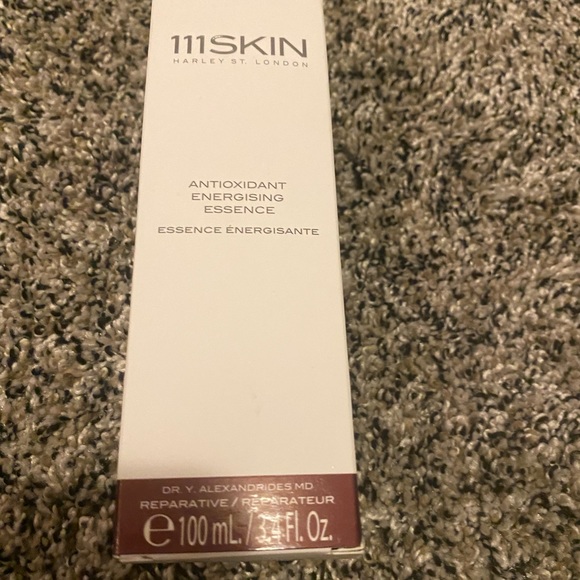 111SKIN
HARLEY ST. LONDON
ANTIOXIDANT
ENERGISING
ESSENCE
ESSENCE ÉNERGISANTE
DR. Y. ALEXANDRIDES MD
REPARATIVE / RÉPARATEUR
℮ 100 mL. / 3.4 Fl. Oz.